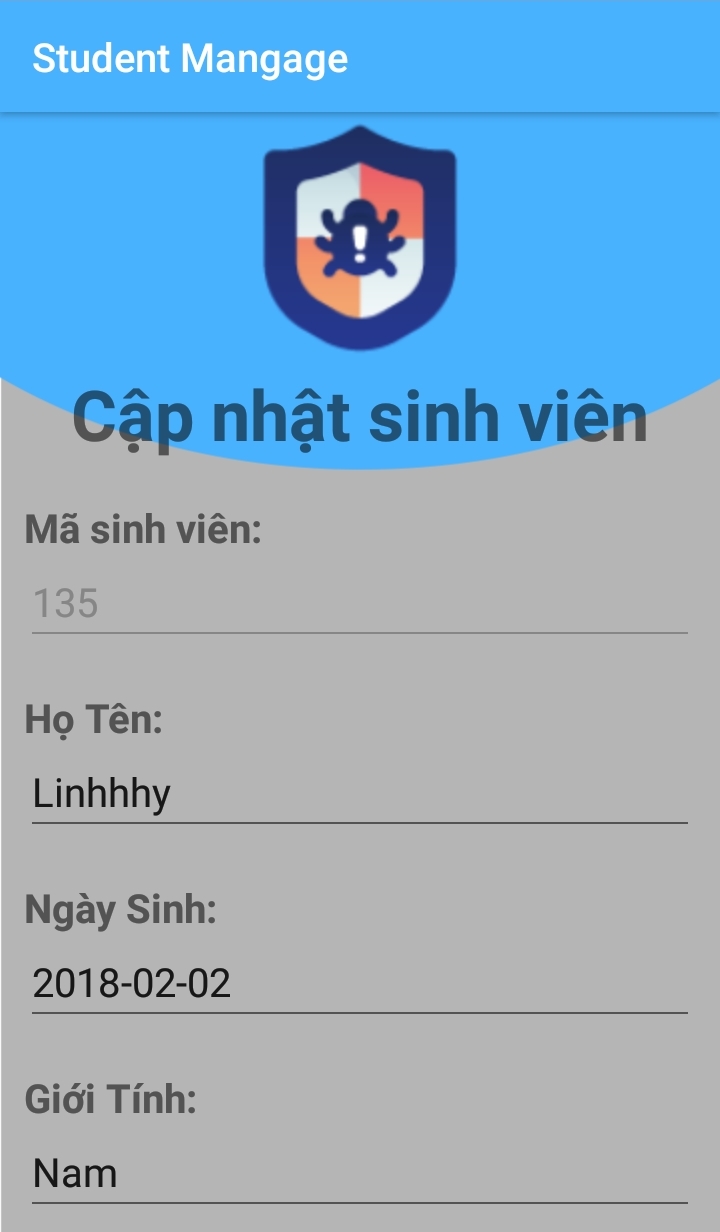 Student Mangage
Cập nhật sinh viên
Mã sinh viên:
135
Họ Tên:
Linhhhy
Ngày Sinh:
2018-02-02
Giới Tính:
Nam